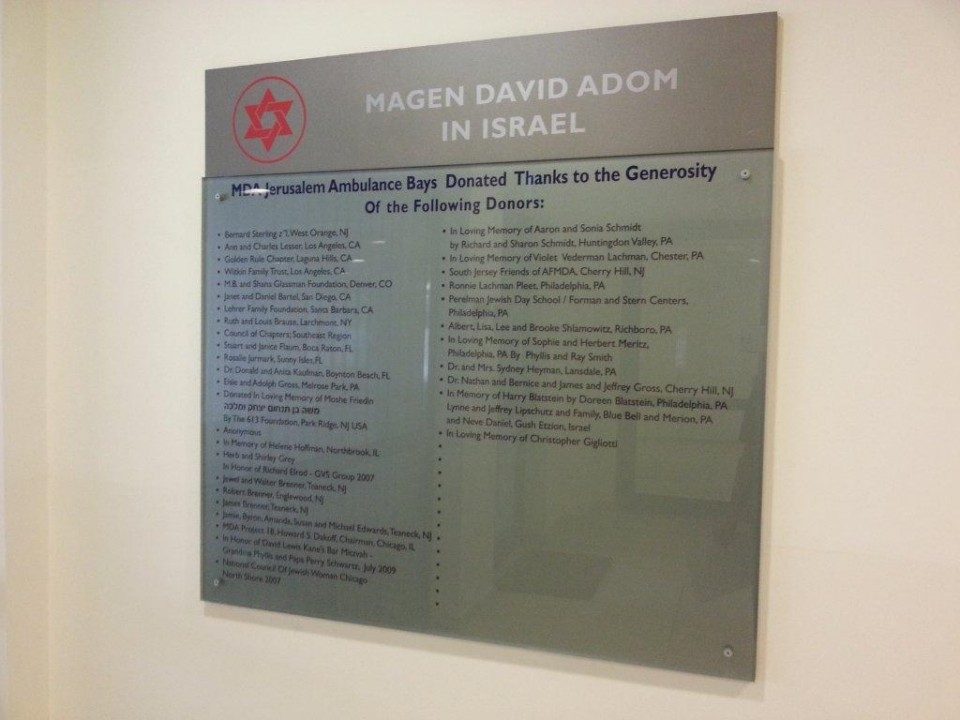 MAGEN DAVID ADOM
IN ISRAEL
MDA Jerusalem Ambulance Bays Donated Thanks to the Generosity
Of the Following Donors:
• Bernard Sterling z"l, West Orange, NJ
• Ann and Charles Lesser, Los Angeles, CA
• Golden Rule Chapter, Laguna Hills, CA
• Witkin Family Trust, Los Angeles, CA
• M.B. and Shana Glassman Foundation, Denver, CO
• Janet and Daniel Bartel, San Diego, CA
• Lehrer Family Foundation, Santa Barbara, CA
• Ruth and Louis Brause, Larchmont, NY
• Council of Chapters; Southeast Region
• Stuart and Janice Flaum, Boca Raton, FL
• Rosalie Jurmark, Sunny Isles, FL
• Dr. Donald and Anita Kaufman, Boynton Beach, FL
• Elsie and Adolph Gross, Melrose Park, PA
• Donated In Loving Memory of Moshe Friedin
משה בן מנחום יצחק ומלכה
By The 613 Foundation, Park Ridge, NJ USA
• Anonymous
• In Memory of Helene Hoffman, Northbrook, IL
• Herb and Shirley Grey
In Honor of Richard Elrod - GVS Group 2007
• Jewel and Walter Brenner, Teaneck, NJ
• Robert Brenner, Englewood, NJ
• James Brenner, Teaneck, NJ
• Jamie, Byron, Amanda, Susan and Michael Edwards, Teaneck, NJ
• MDA Project 18, Howard S. Dakoff, Chairman, Chicago, IL
• In Honor of David Lewis Kane's Bar Mitzvah -
Grandma Phyllis and Papa Perry Schwartz, July 2009
• National Council Of Jewish Woman Chicago
North Shore 2007
• In Loving Memory of Aaron and Sonia Schmidt
by Richard and Sharon Schmidt, Huntingdon Valley, PA
• In Loving Memory of Violet Vederman Lachman, Chester, PA
• South Jersey Friends of AFMDA, Cherry Hill, NJ
• Ronnie Lachman Pleet, Philadelphia, PA
• Perelman Jewish Day School / Forman and Stern Centers,
Philadelphia, PA
• Albert, Lisa, Lee and Brooke Shlamowitz, Richboro, PA
• In Loving Memory of Sophie and Herbert Meritz,
Philadelphia, PA By Phyllis and Ray Smith
• Dr. and Mrs. Sydney Hoyman, Lansdale, PA
• Dr. Nathan and Bernice and James and Jeffrey Gross, Cherry Hill, NJ
• In Memory of Harry Blatstein by Doreen Blatstein, Philadelphia, PA
Lynne and Jeffrey Lipschutz and Family, Blue Bell and Merion, PA
and Neve Daniel, Gush Etzion, Israel
• In Loving Memory of Christopher Gigliotti